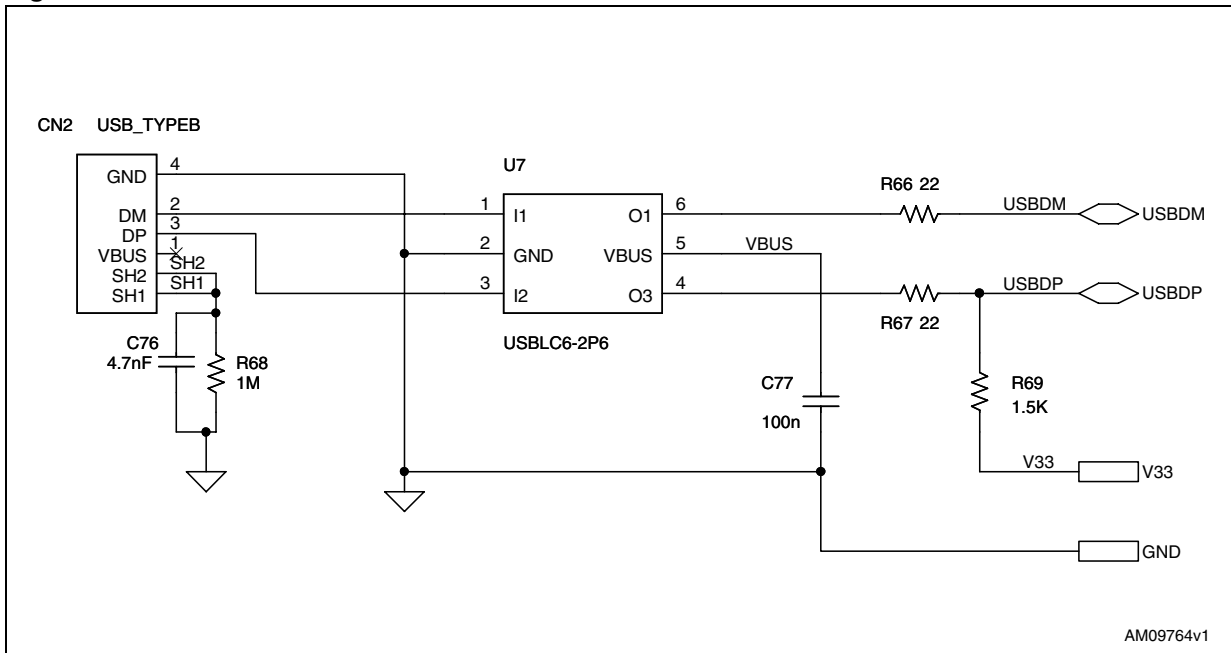 CN2 USB_TYPEB
GND 4
DM 2
DP 3
VBUS 1
SH2 SH2
SH1 SH1
C76
4.7nF
R68
1M
U7
1 I1 O1 6
2 GND VBUS 5
3 I2 O3 4
USBLC6-2P6
VBUS
R66 22
USBDM USBDM
USBDP USBDP
R67 22
C77
100n
R69
1.5K
V33 V33
GND
AM09764v1